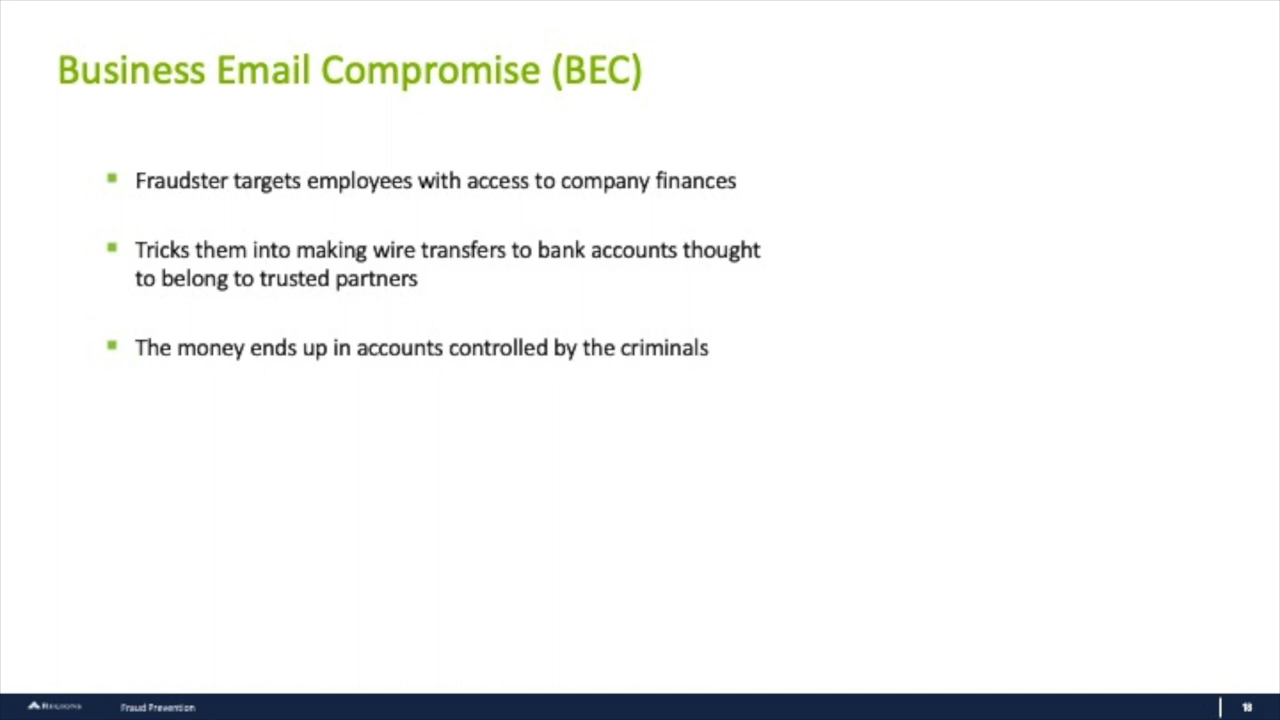 Business Email Compromise (BEC)
Fraudster targets employees with access to company finances
Tricks them into making wire transfers to bank accounts thought
to belong to trusted partners
The money ends up in accounts controlled by the criminals
REGIONS
Fraud Prevention
18